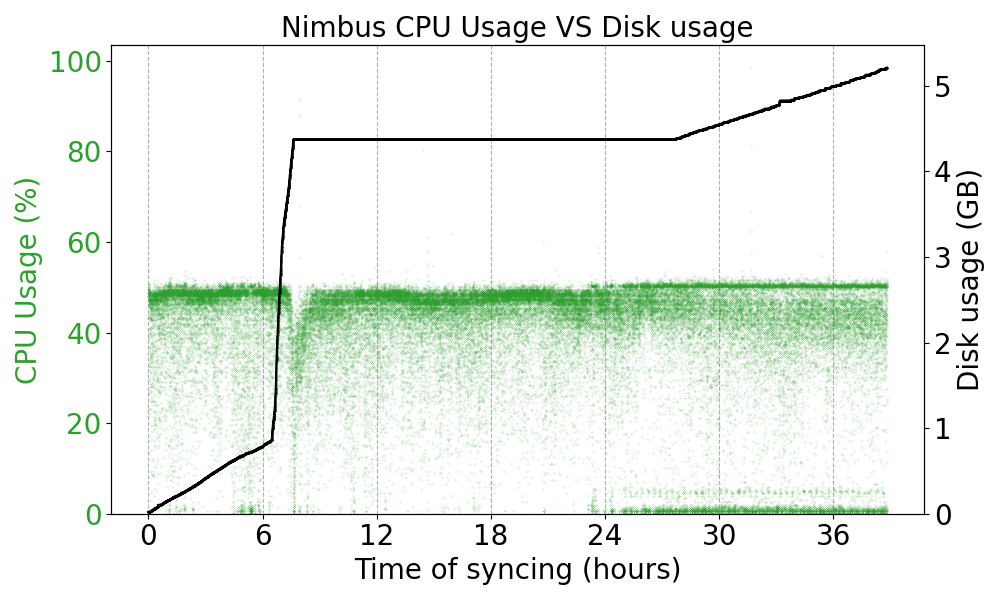 Nimbus CPU Usage VS Disk usage
CPU Usage (%)
100
80
60
40
20
0
5
4
3
2
1
0
Disk usage (GB)
0 6 12 18 24 30 36
Time of syncing (hours)